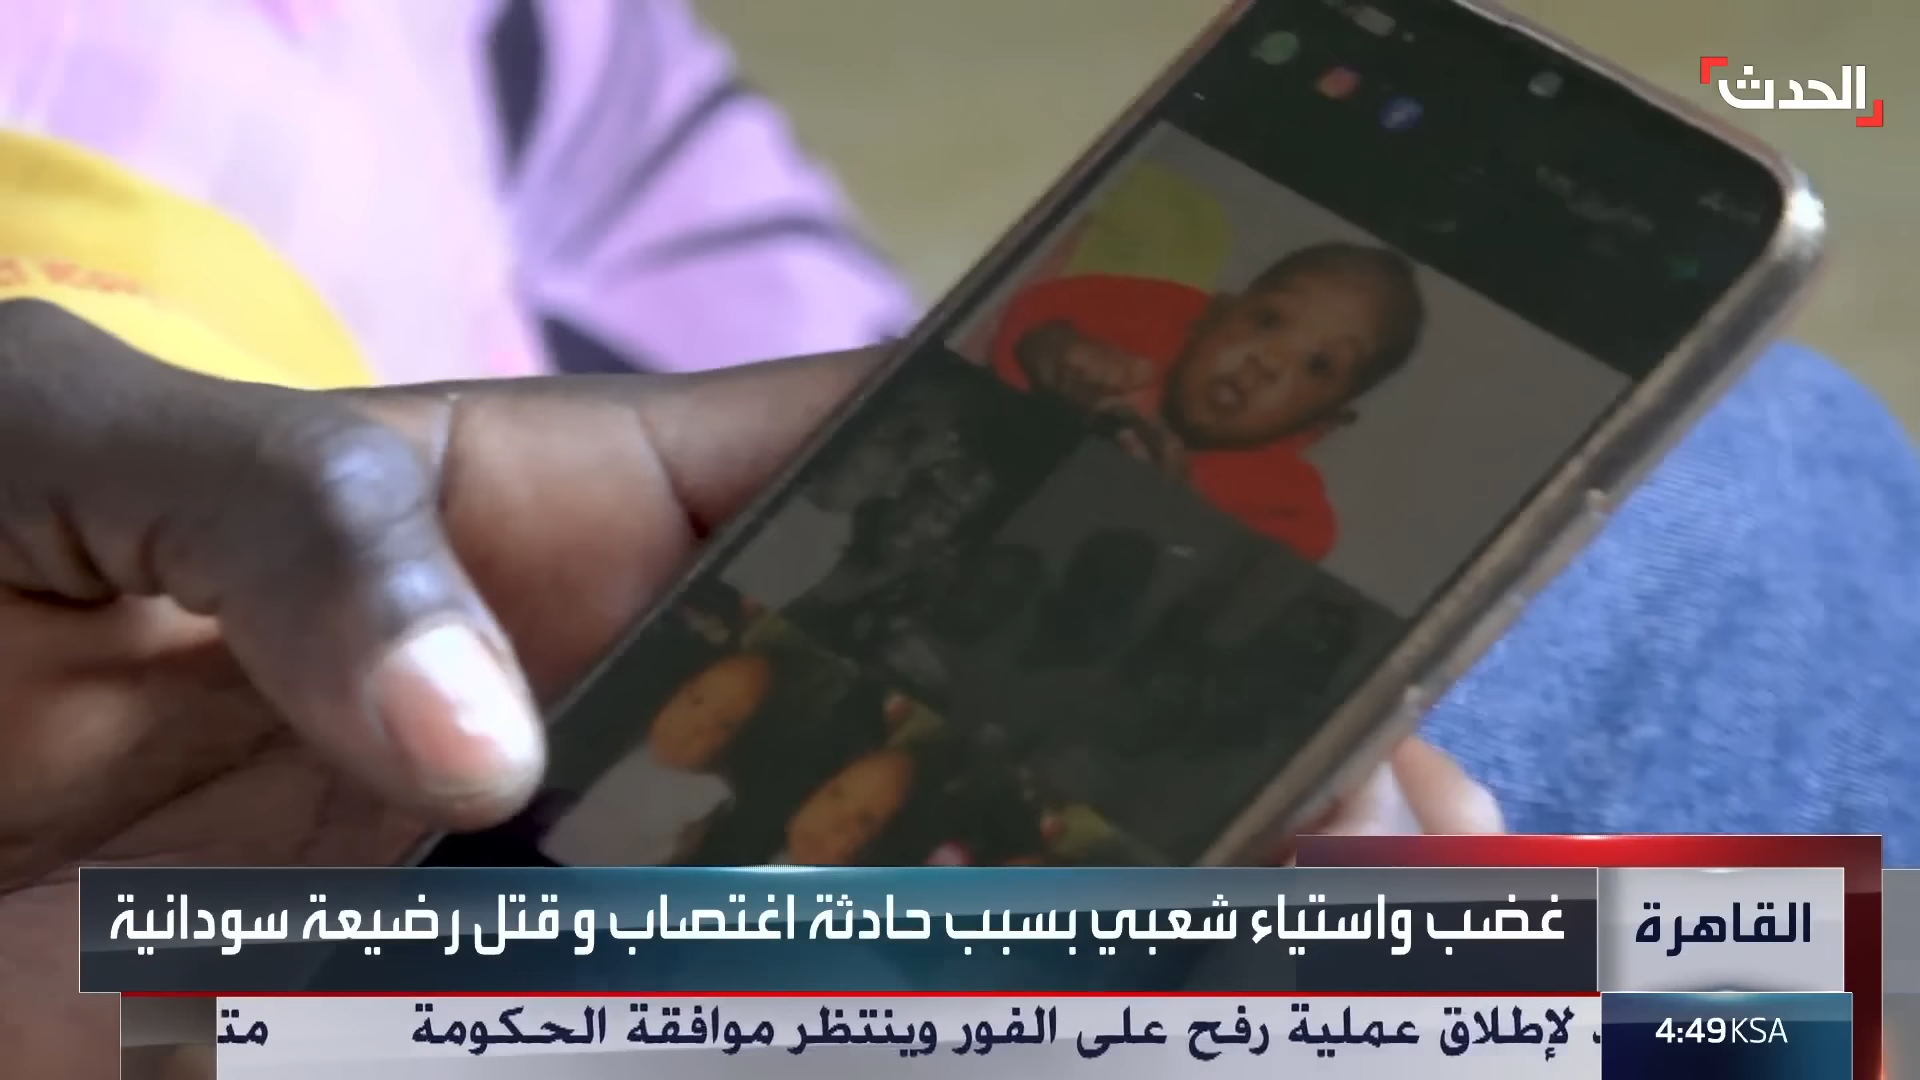 الحدث
القاهرة
غضب واستياء شعبي بسبب حادثة اغتصاب و قتل رضيعة سودانية
لإطلاق عملية رفح على الفور وينتظر موافقة الحكومة
4:49 KSA